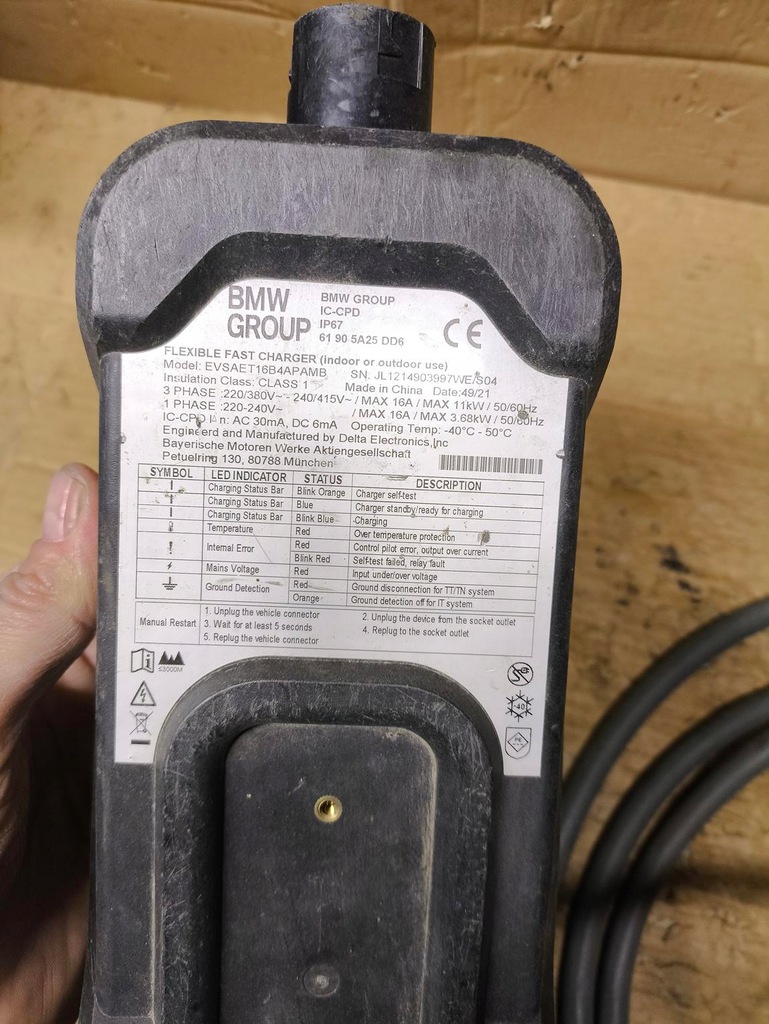 BMW
GROUP
BMW GROUP
IC-CPD
IP67
61 90 5A25 DD6
CE
FLEXIBLE FAST CHARGER (indoor or outdoor use)
Model: EVSAET16B4APAMB SN: JL1214903997WE/S04
Insulation Class: CLASS 1 Made in China Date:49/21
3 PHASE :220/380V~ - 240/415V~ / MAX 16A / MAX 11kW / 50/60Hz
1 PHASE :220-240V~ / MAX 16A / MAX 3.68kW / 50/60Hz
IC-CPD I n: AC 30mA, DC 6mA Operating Temp: -40°C - 50°C
Engineerd and Manufactured by Delta Electronics,Inc
Bayerische Motoren Werke Aktiengesellschaft
Petuelring 130, 80788 München
SYMBOL LED INDICATOR STATUS DESCRIPTION
Charging Status Bar Blink Orange Charger self-test
Charging Status Bar Blue Charger standby/ready for charging
Charging Status Bar Blink Blue Charging
Temperature Red Over temperature protection
Internal Error Red Control pilot error, output over current
Blink Red Self-test failed, relay fault
Mains Voltage Red Input under/over voltage
Ground Detection Red Ground disconnection for TT/TN system
Orange Ground detection off for IT system
Manual Restart
1. Unplug the vehicle connector 2. Unplug the device from the socket outlet
3. Wait for at least 5 seconds 4. Replug to the socket outlet
5. Replug the vehicle connector
≤3000M
-40
PE